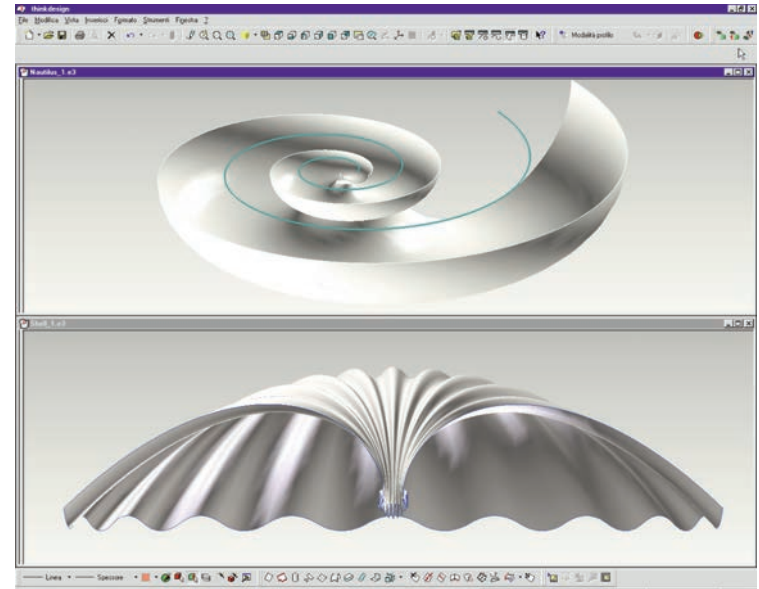 thinkdesign
File Modifica Vista Inserisci Formato Strumenti Finestra ?
Modalità profilo
Nautilus_1.e3
Shell_1.e3
Linea Spessore